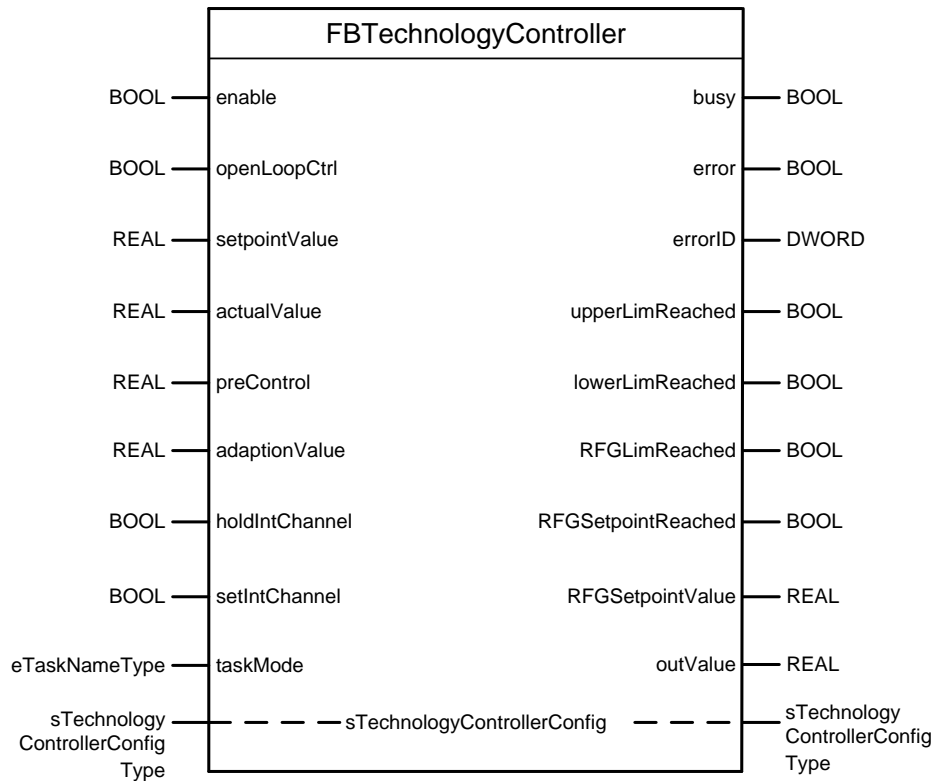 FBTechnologyController
BOOL enable busy BOOL
BOOL openLoopCtrl error BOOL
REAL setpointValue errorID DWORD
REAL actualValue upperLimReached BOOL
REAL preControl lowerLimReached BOOL
REAL adaptionValue RFGLimReached BOOL
BOOL holdIntChannel RFGSetpointReached BOOL
BOOL setIntChannel RFGSetpointValue REAL
eTaskNameType taskMode outValue REAL
sTechnology
ControllerConfig
Type
sTechnologyControllerConfig
sTechnology
ControllerConfig
Type